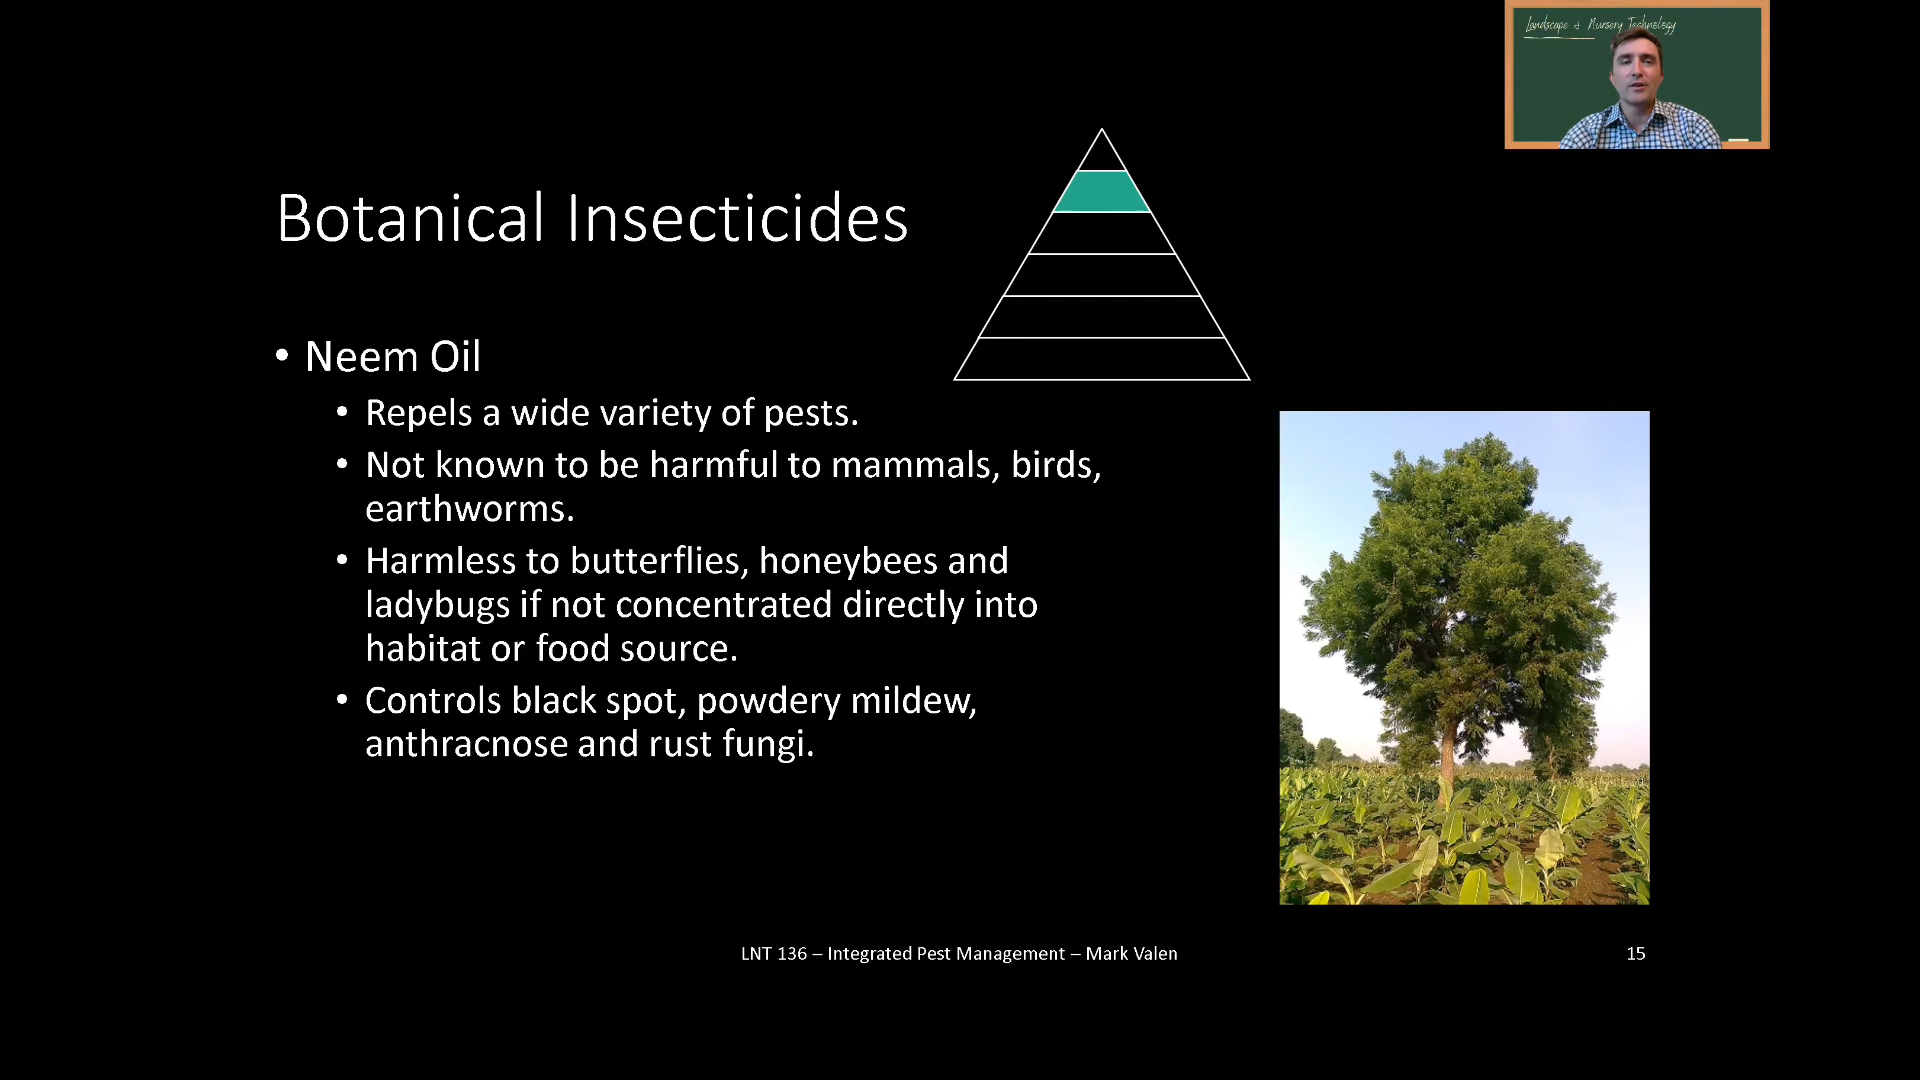 Landscape & Nursery Technology
Botanical Insecticides
• Neem Oil
• Repels a wide variety of pests.
• Not known to be harmful to mammals, birds,
earthworms.
• Harmless to butterflies, honeybees and
ladybugs if not concentrated directly into
habitat or food source.
• Controls black spot, powdery mildew,
anthracnose and rust fungi.
LNT 136 – Integrated Pest Management – Mark Valen
15